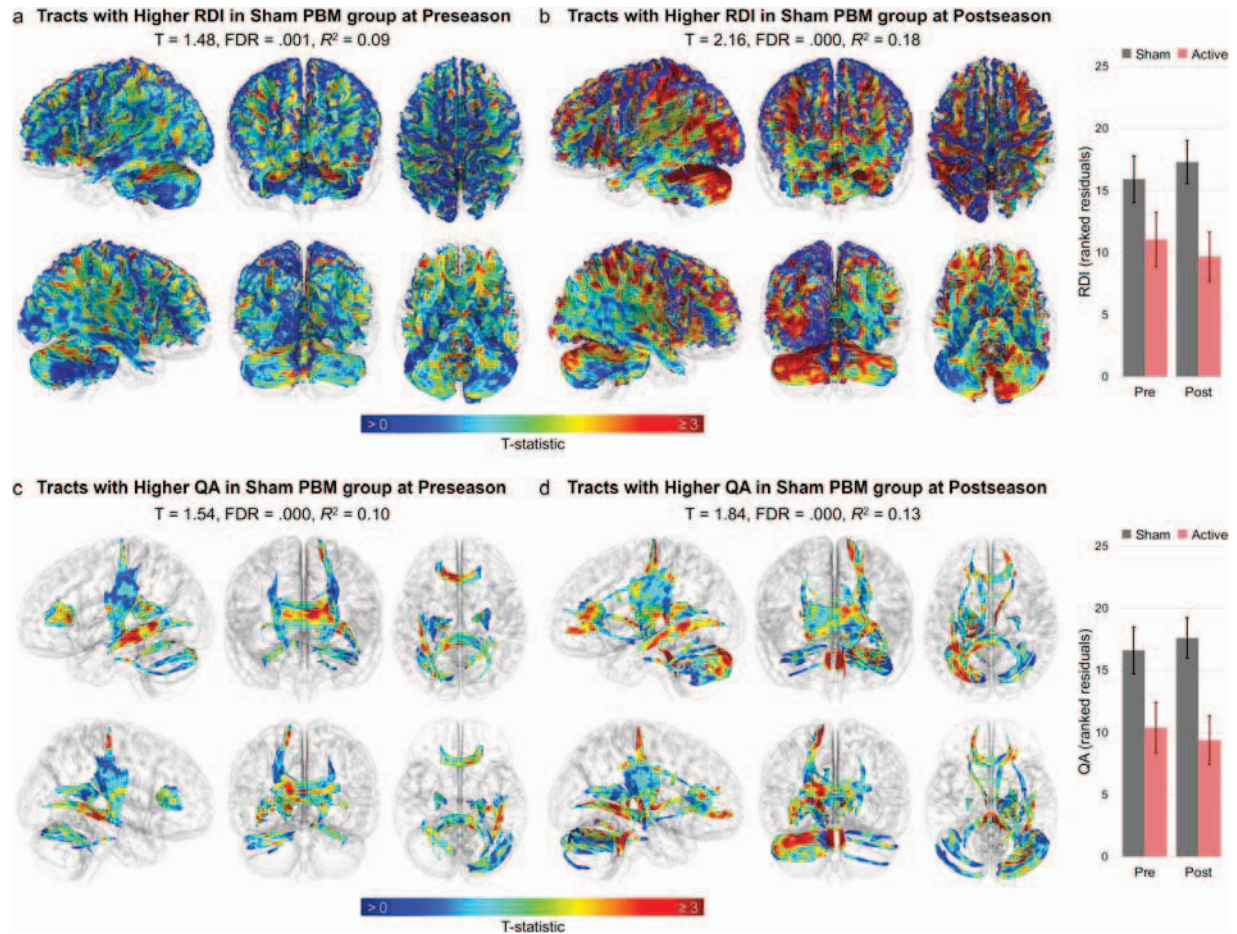 a Tracts with Higher RDI in Sham PBM group at Preseason
T = 1.48, FDR = .001, R² = 0.09
b Tracts with Higher RDI in Sham PBM group at Postseason
T = 2.16, FDR = .000, R² = 0.18
Sham Active
RDI (ranked residuals)
25
20
15
10
5
0
Pre Post
> 0 ≥ 3
T-statistic
c Tracts with Higher QA in Sham PBM group at Preseason
T = 1.54, FDR = .000, R² = 0.10
d Tracts with Higher QA in Sham PBM group at Postseason
T = 1.84, FDR = .000, R² = 0.13
Sham Active
QA (ranked residuals)
25
20
15
10
5
0
Pre Post
> 0 ≥ 3
T-statistic